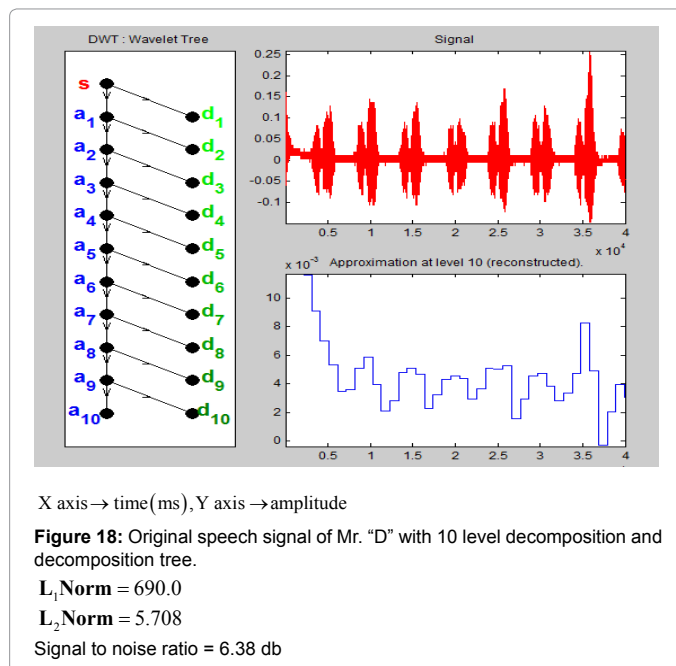 DWT : Wavelet Tree
s
a1 d1
a2 d2
a3 d3
a4 d4
a5 d5
a6 d6
a7 d7
a8 d8
a9 d9
a10 d10
Signal
0.25
0.2
0.15
0.1
0.05
0
-0.05
-0.1
0.5 1 1.5 2 2.5 3 3.5 4
x 10^4
x 10^-3 Approximation at level 10 (reconstructed).
10
8
6
4
2
0
0.5 1 1.5 2 2.5 3 3.5 4
X axis → time(ms), Y axis → amplitude
Figure 18: Original speech signal of Mr. “D” with 10 level decomposition and
decomposition tree.
L1Norm = 690.0
L2Norm = 5.708
Signal to noise ratio = 6.38 db